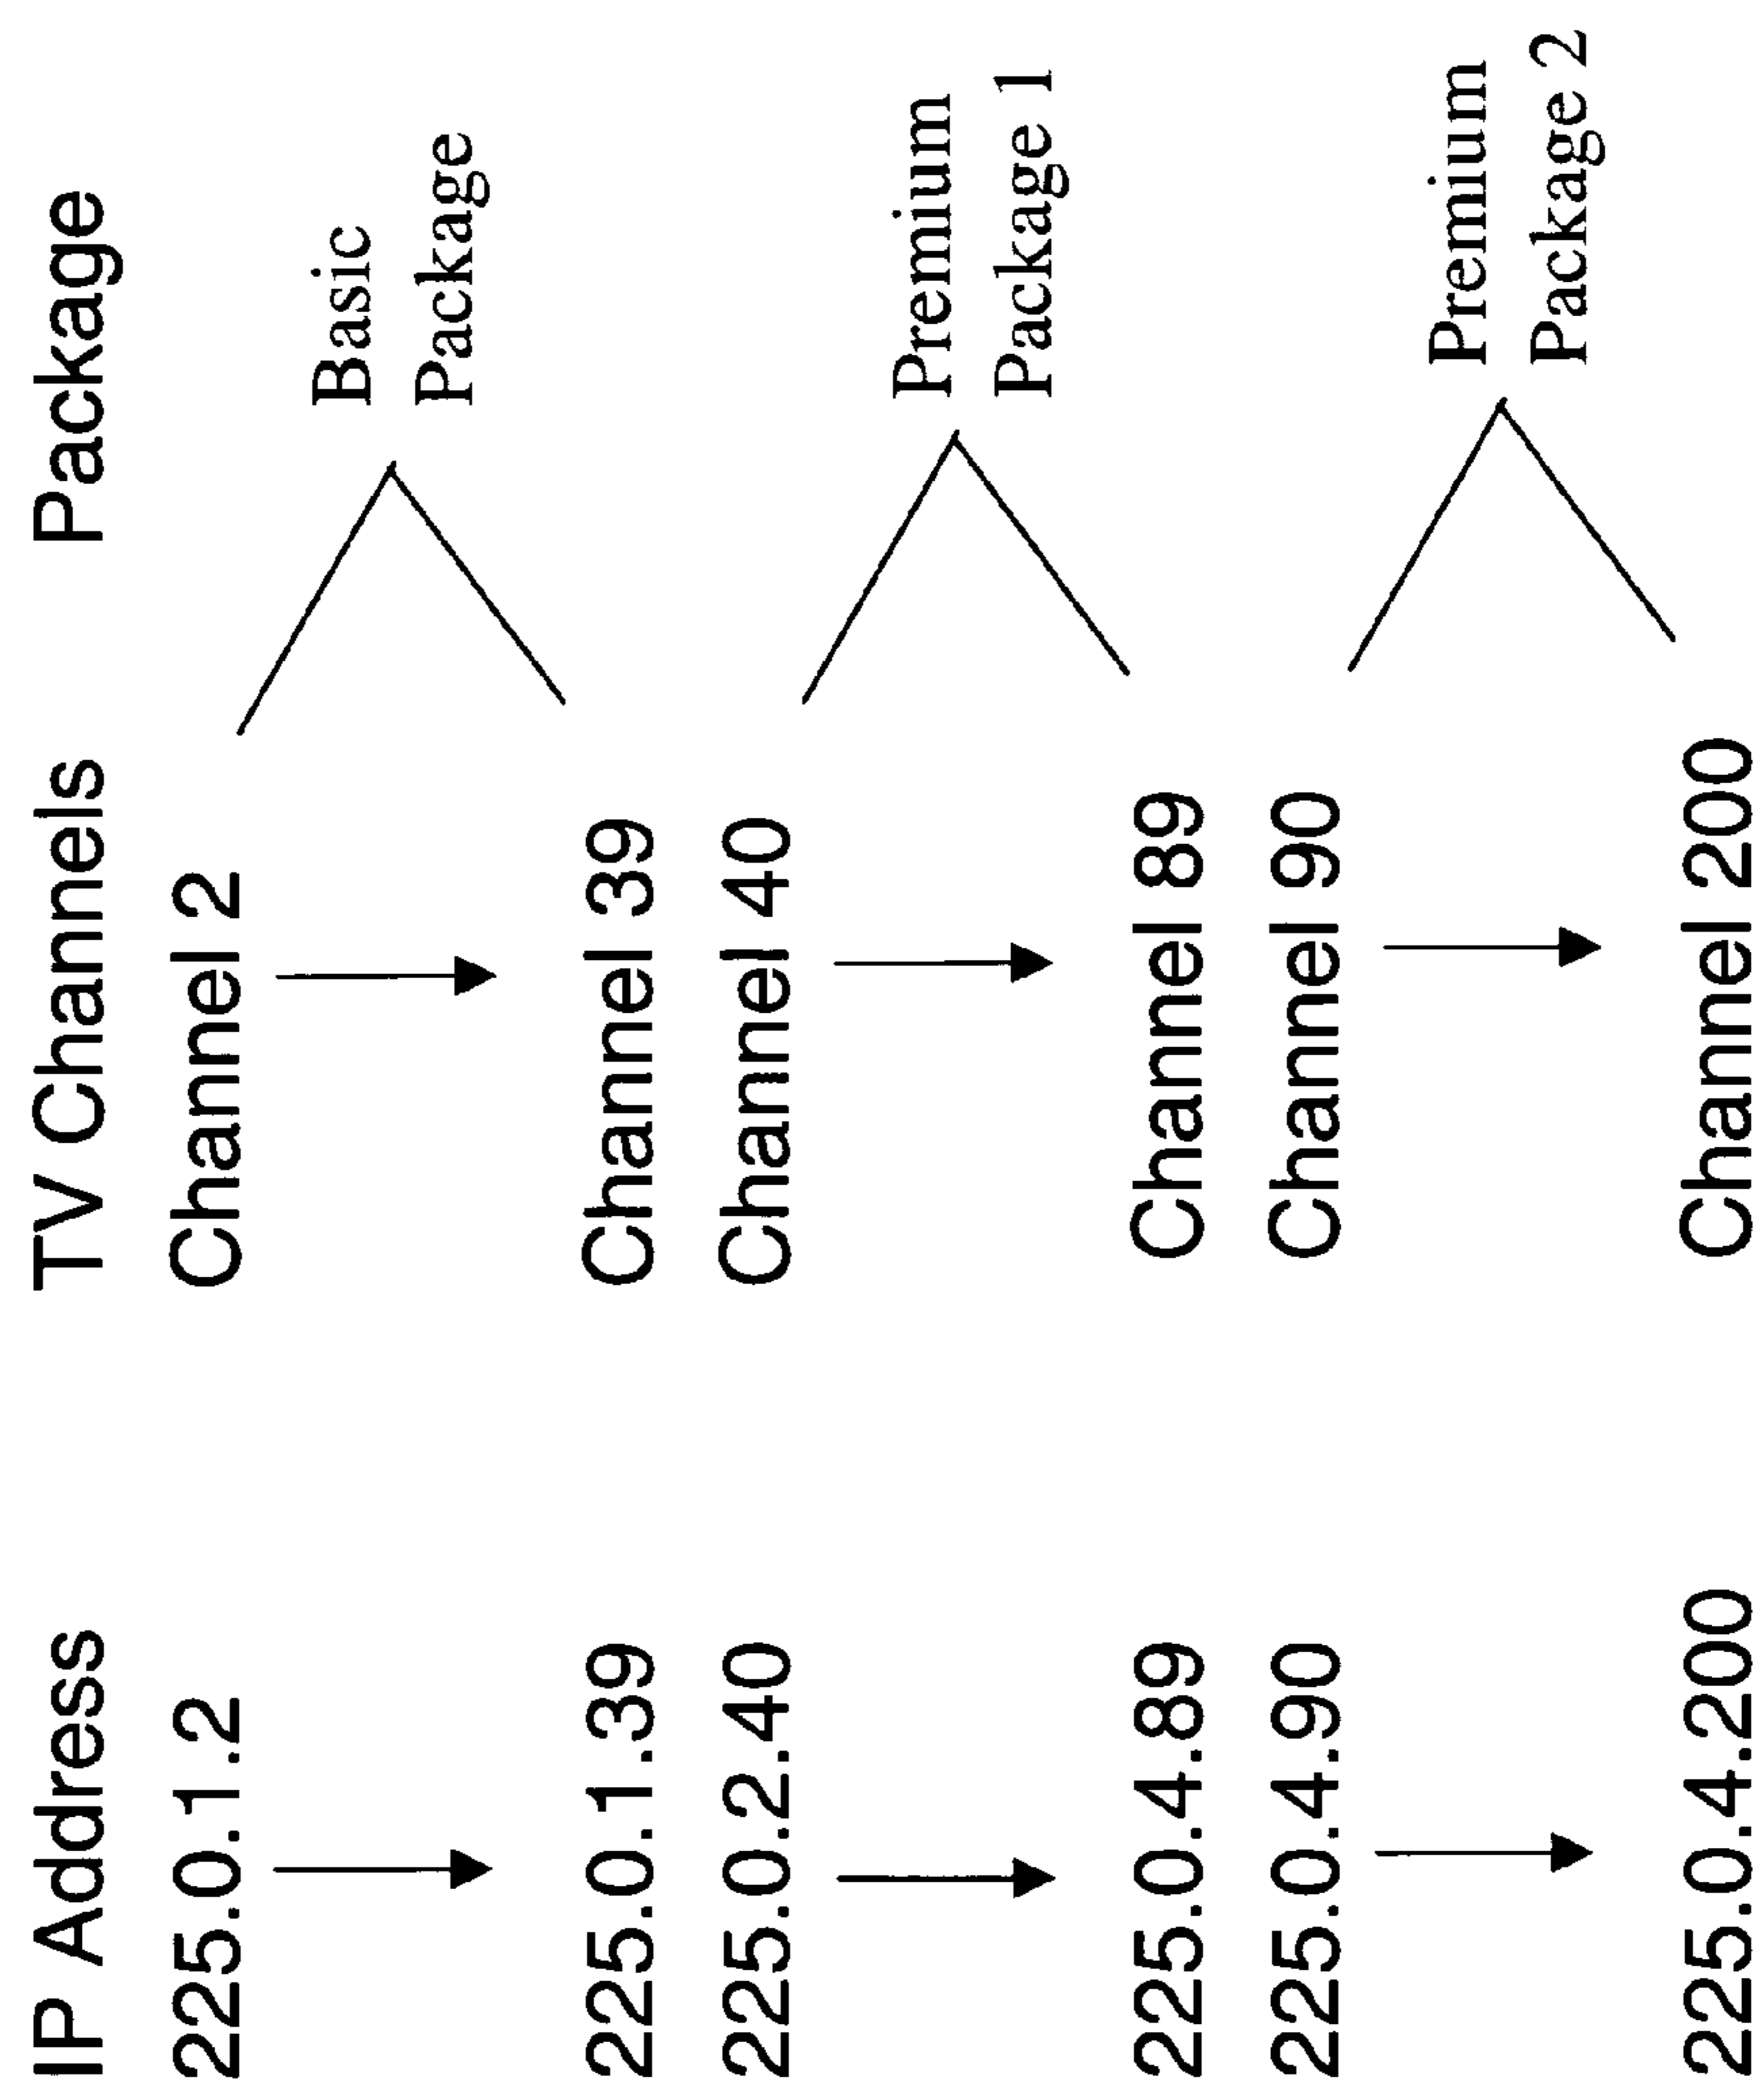 IP Address TV Channels Package
225.0.1.2 Channel 2
Basic
Package
225.0.1.39 Channel 39
225.0.2.40 Channel 40
Premium
Package 1
225.0.4.89 Channel 89
225.0.4.90 Channel 90
Premium
Package 2
225.0.4.200 Channel 200